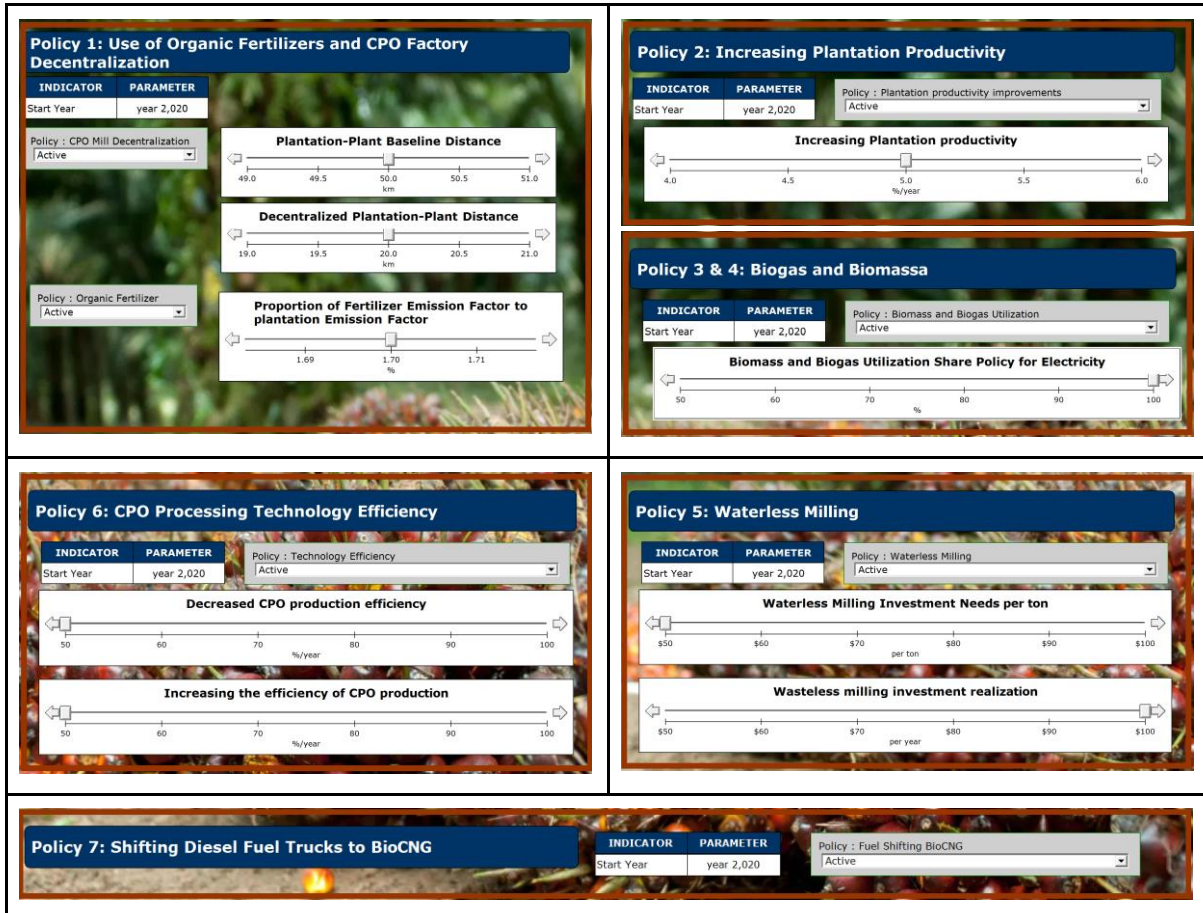 Policy 1: Use of Organic Fertilizers and CPO Factory
Decentralization
INDICATOR PARAMETER
Start Year year 2,020
Policy : CPO Mill Decentralization
Active
Plantation-Plant Baseline Distance
49.0 49.5 50.0 50.5 51.0
km
Decentralized Plantation-Plant Distance
19.0 19.5 20.0 20.5 21.0
km
Policy : Organic Fertilizer
Active
Proportion of Fertilizer Emission Factor to
plantation Emission Factor
1.69 1.70 1.71
%
Policy 2: Increasing Plantation Productivity
INDICATOR PARAMETER
Start Year year 2,020
Policy : Plantation productivity improvements
Active
Increasing Plantation productivity
4.0 4.5 5.0 5.5 6.0
%/year
Policy 3 & 4: Biogas and Biomassa
INDICATOR PARAMETER
Start Year year 2,020
Policy : Biomass and Biogas Utilization
Active
Biomass and Biogas Utilization Share Policy for Electricity
50 60 70 80 90 100
%
Policy 6: CPO Processing Technology Efficiency
INDICATOR PARAMETER
Start Year year 2,020
Policy : Technology Efficiency
Active
Decreased CPO production efficiency
50 60 70 80 90 100
%/year
Increasing the efficiency of CPO production
50 60 70 80 90 100
%/year
Policy 5: Waterless Milling
INDICATOR PARAMETER
Start Year year 2,020
Policy : Waterless Milling
Active
Waterless Milling Investment Needs per ton
$50 $60 $70 $80 $90 $100
per ton
Wasteless milling investment realization
$50 $60 $70 $80 $90 $100
per year
Policy 7: Shifting Diesel Fuel Trucks to BioCNG
INDICATOR PARAMETER
Start Year year 2,020
Policy : Fuel Shifting BioCNG
Active